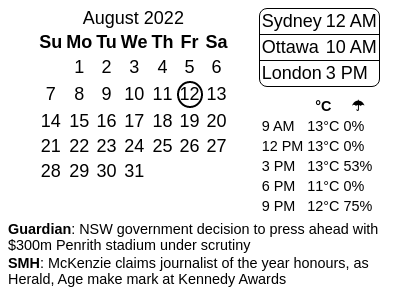 August 2022
Su Mo Tu We Th Fr Sa
1 2 3 4 5 6
7 8 9 10 11 12 13
14 15 16 17 18 19 20
21 22 23 24 25 26 27
28 29 30 31
Sydney 12 AM
Ottawa 10 AM
London 3 PM
°C ☂
9 AM 13°C 0%
12 PM 13°C 0%
3 PM 13°C 53%
6 PM 11°C 0%
9 PM 12°C 75%
Guardian: NSW government decision to press ahead with
$300m Penrith stadium under scrutiny
SMH: McKenzie claims journalist of the year honours, as
Herald, Age make mark at Kennedy Awards